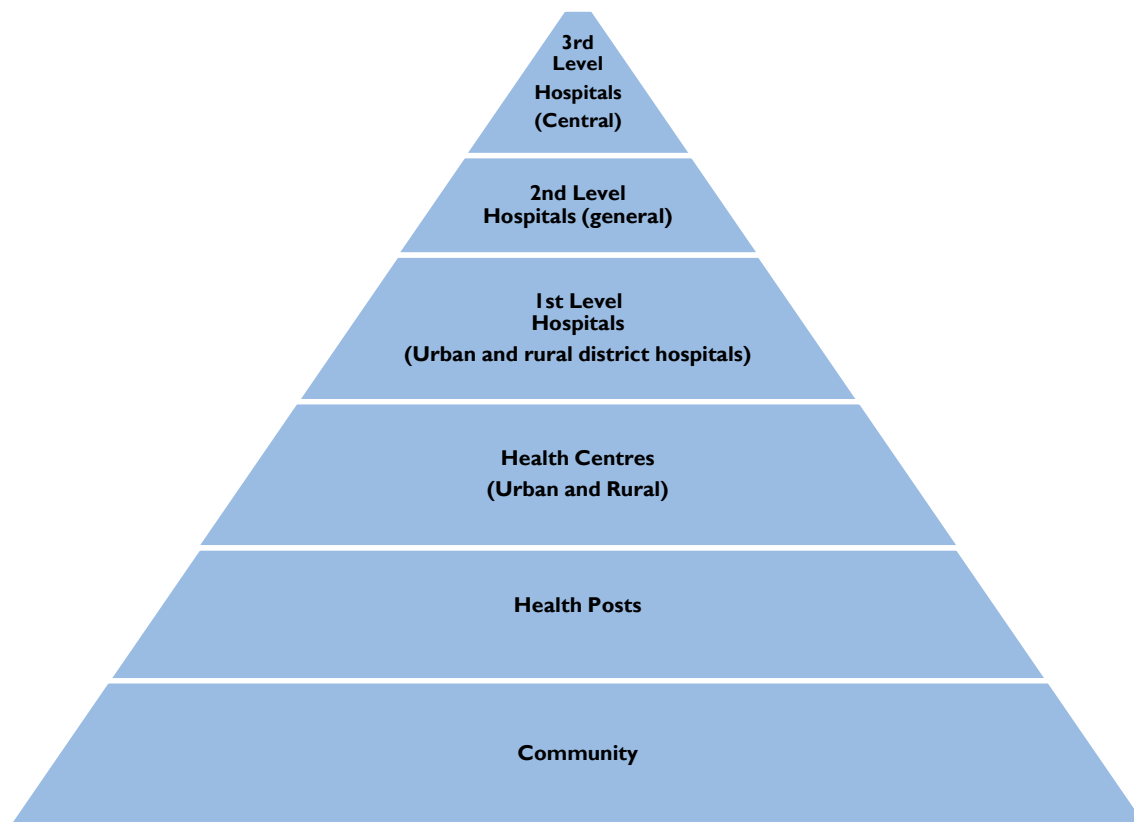 3rd
Level
Hospitals
(Central)
2nd Level
Hospitals (general)
1st Level
Hospitals
(Urban and rural district hospitals)
Health Centres
(Urban and Rural)
Health Posts
Community